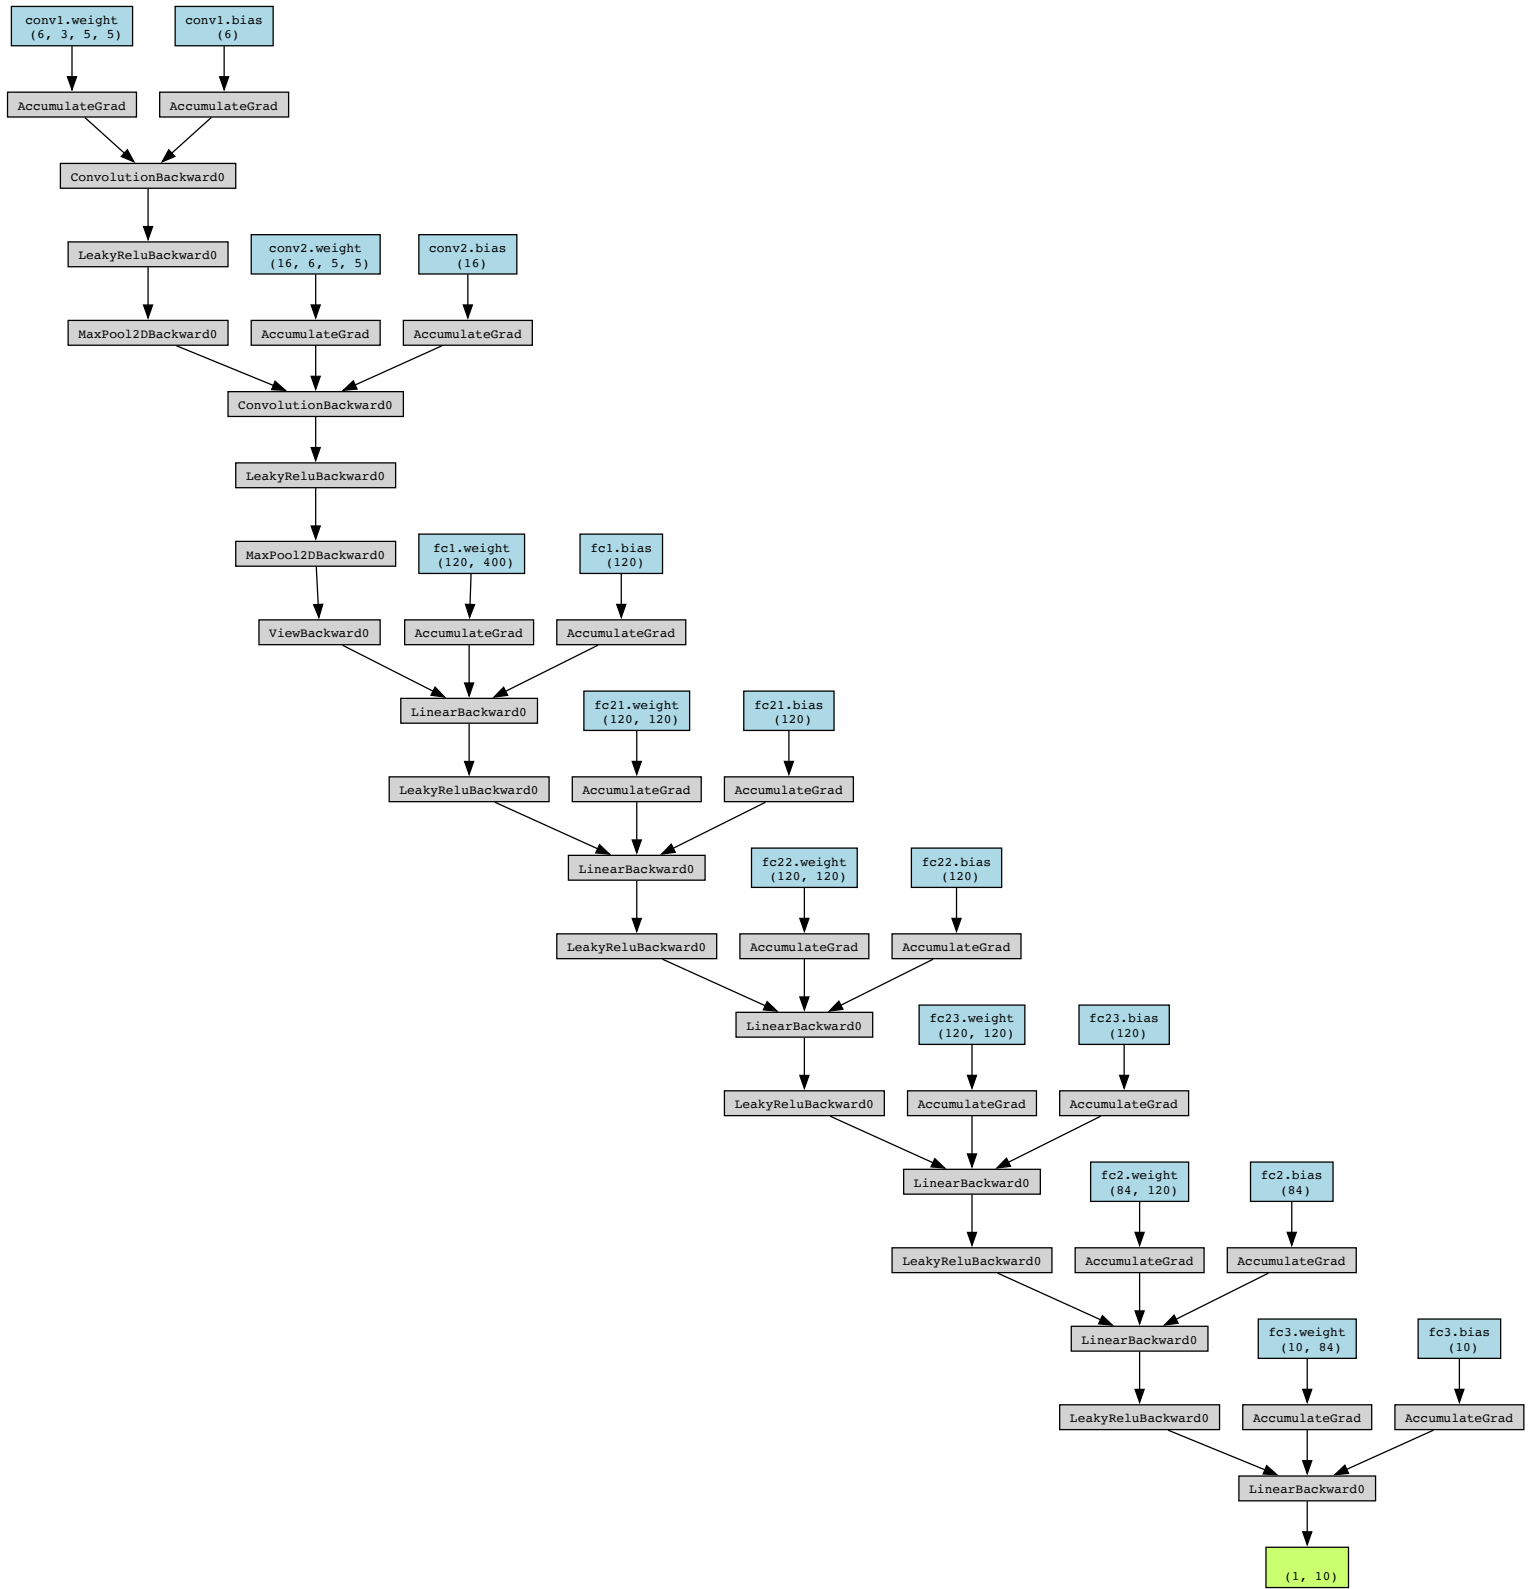 conv1.weight
(6, 3, 5, 5)
conv1.bias
(6)
AccumulateGrad
AccumulateGrad
ConvolutionBackward0
LeakyReluBackward0
conv2.weight
(16, 6, 5, 5)
conv2.bias
(16)
MaxPool2DBackward0
AccumulateGrad
AccumulateGrad
ConvolutionBackward0
LeakyReluBackward0
MaxPool2DBackward0
fc1.weight
(120, 400)
fc1.bias
(120)
ViewBackward0
AccumulateGrad
AccumulateGrad
LinearBackward0
fc21.weight
(120, 120)
fc21.bias
(120)
LeakyReluBackward0
AccumulateGrad
AccumulateGrad
LinearBackward0
fc22.weight
(120, 120)
fc22.bias
(120)
LeakyReluBackward0
AccumulateGrad
AccumulateGrad
LinearBackward0
fc23.weight
(120, 120)
fc23.bias
(120)
LeakyReluBackward0
AccumulateGrad
AccumulateGrad
LinearBackward0
fc2.weight
(84, 120)
fc2.bias
(84)
LeakyReluBackward0
AccumulateGrad
AccumulateGrad
LinearBackward0
fc3.weight
(10, 84)
fc3.bias
(10)
LeakyReluBackward0
AccumulateGrad
AccumulateGrad
LinearBackward0
(1, 10)